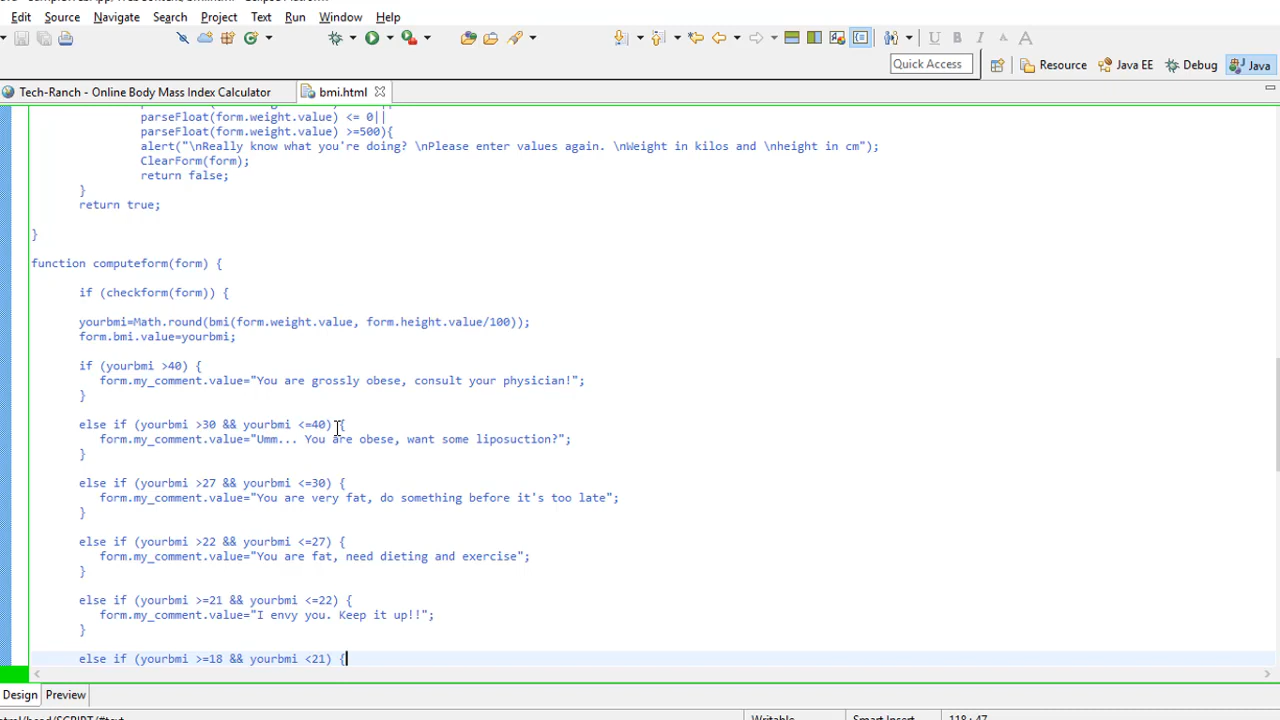 Edit Source Navigate Search Project Text Run Window Help
Quick Access Resource Java EE Debug Java
Tech-Ranch - Online Body Mass Index Calculator bmi.html
parseFloat(form.weight.value) <= 0||
parseFloat(form.weight.value) >=500){
alert("\nReally know what you're doing? \nPlease enter values again. \nWeight in kilos and \nheight in cm");
ClearForm(form);
return false;
}
return true;
}
function computeform(form) {
if (checkform(form)) {
yourbmi=Math.round(bmi(form.weight.value, form.height.value/100));
form.bmi.value=yourbmi;
if (yourbmi >40) {
form.my_comment.value="You are grossly obese, consult your physician!";
}
else if (yourbmi >30 && yourbmi <=40) {
form.my_comment.value="Umm... You are obese, want some liposuction?";
}
else if (yourbmi >27 && yourbmi <=30) {
form.my_comment.value="You are very fat, do something before it's too late";
}
else if (yourbmi >22 && yourbmi <=27) {
form.my_comment.value="You are fat, need dieting and exercise";
}
else if (yourbmi >=21 && yourbmi <=22) {
form.my_comment.value="I envy you. Keep it up!!";
}
else if (yourbmi >=18 && yourbmi <21) {
Design Preview
Writable Smart Insert 118 : 47